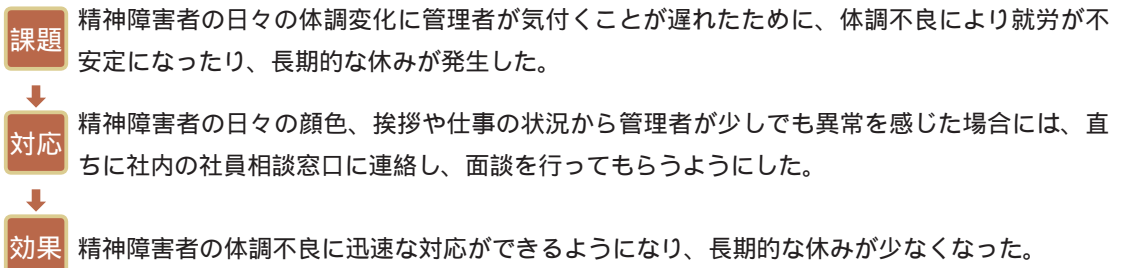 課題
精神障害者の日々の体調変化に管理者が気付くことが遅れたために、体調不良により就労が不
安定になったり、長期的な休みが発生した。
対応
精神障害者の日々の顔色、挨拶や仕事の状況から管理者が少しでも異常を感じた場合には、直
ちに社内の社員相談窓口に連絡し、面談を行ってもらうようにした。
効果
精神障害者の体調不良に迅速な対応ができるようになり、長期的な休みが少なくなった。